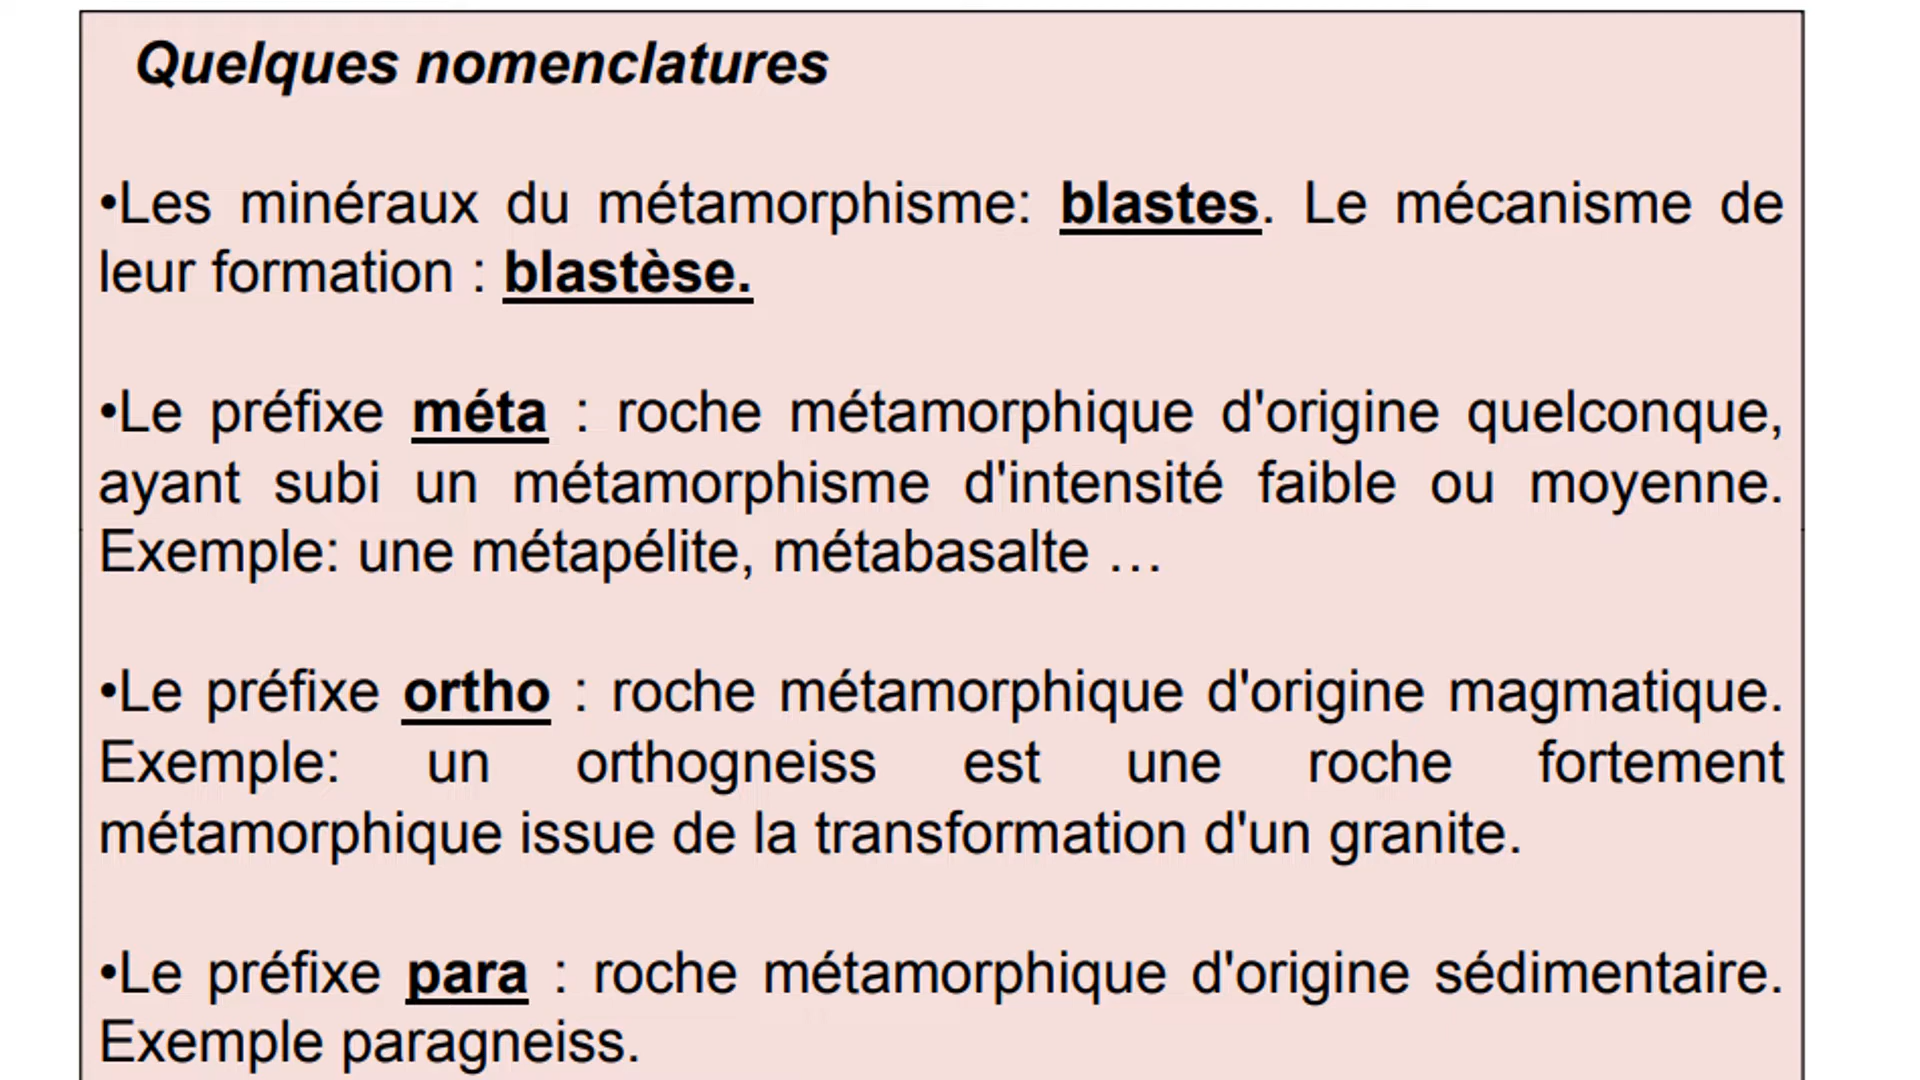 Quelques nomenclatures
•Les minéraux du métamorphisme: blastes. Le mécanisme de
leur formation : blastèse.
•Le préfixe méta : roche métamorphique d'origine quelconque,
ayant subi un métamorphisme d'intensité faible ou moyenne.
Exemple: une métapélite, métabasalte …
•Le préfixe ortho : roche métamorphique d'origine magmatique.
Exemple: un orthogneiss est une roche fortement
métamorphique issue de la transformation d'un granite.
•Le préfixe para : roche métamorphique d'origine sédimentaire.
Exemple paragneiss.